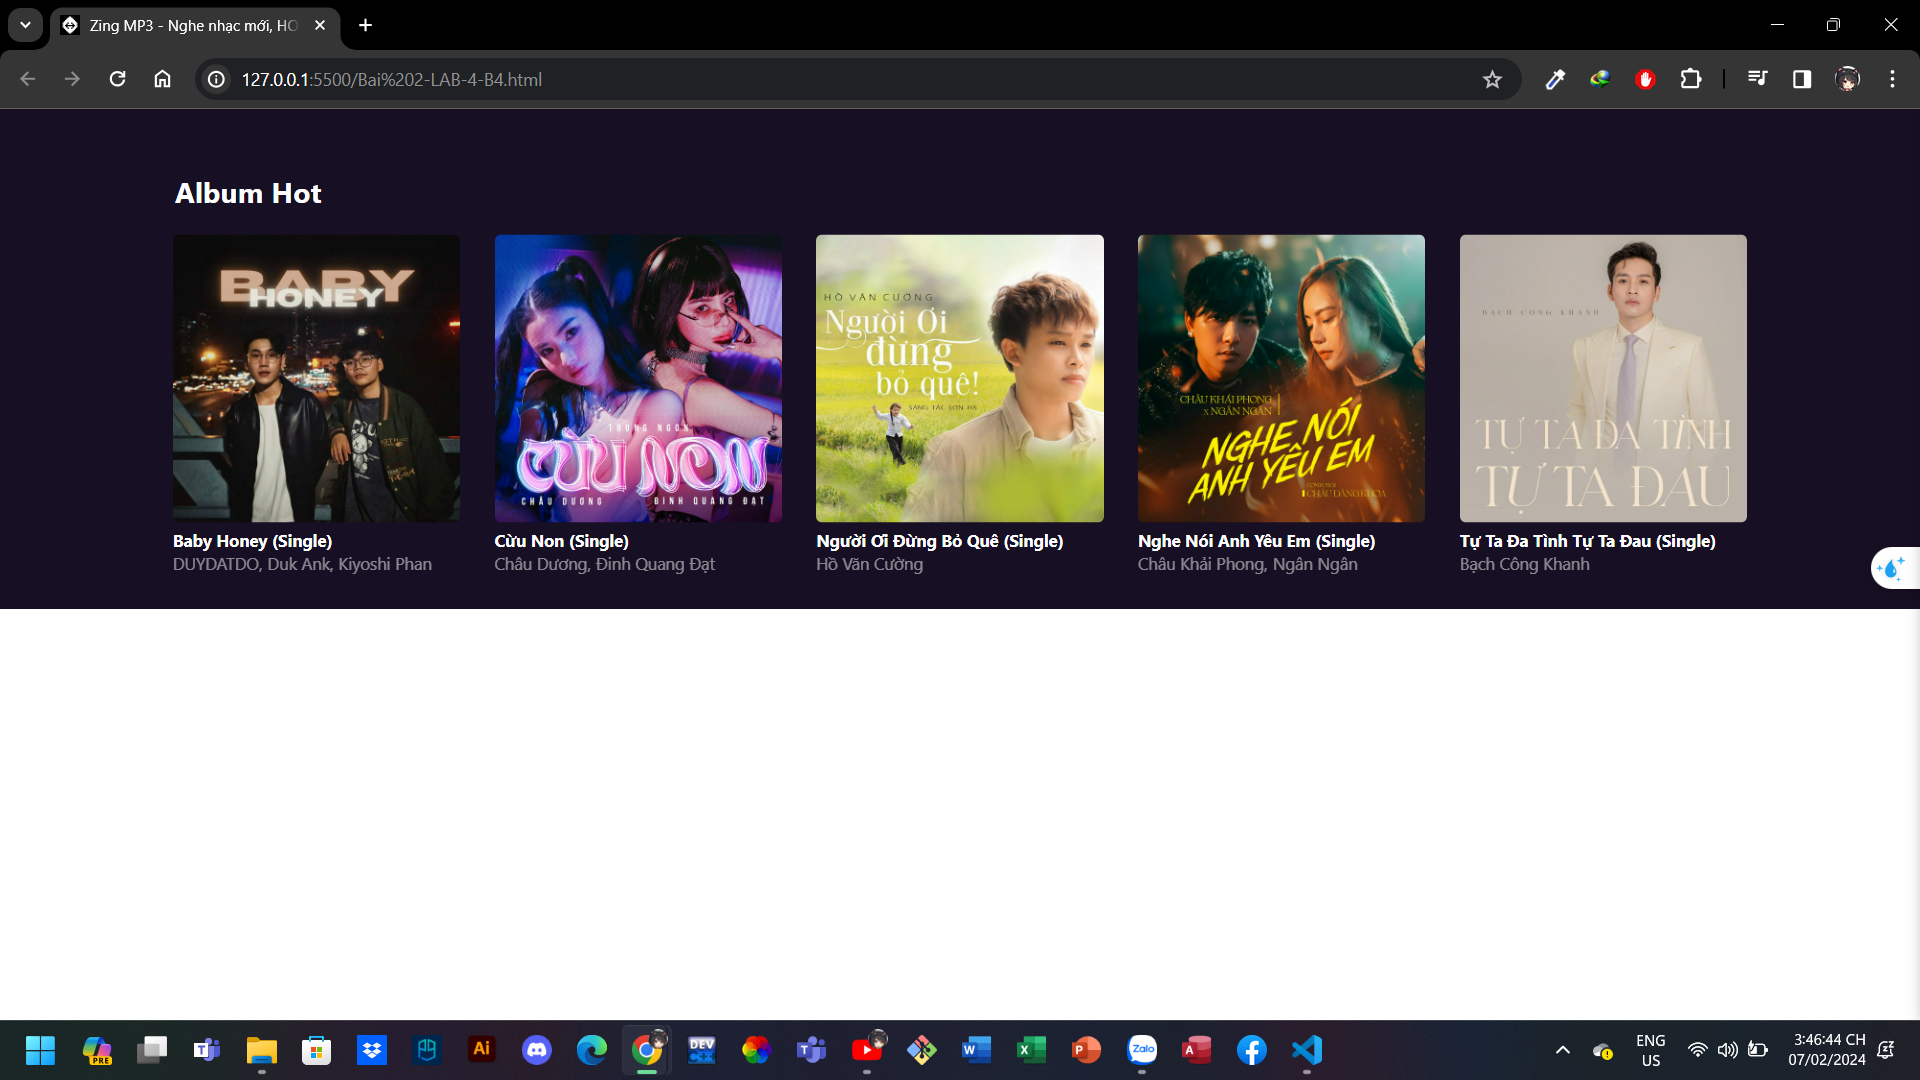 Zing MP3 - Nghe nhạc mới, HO
127.0.0.1:5500/Bai%202-LAB-4-B4.html
Album Hot
BABY
HONEY
TRUNG NGON
CỪU NON
CHÂU DƯƠNG ĐINH QUANG ĐẠT
HỒ VĂN CƯỜNG
Người Ơi
đừng
bỏ quê!
SÁNG TÁC SƠN HẠ
CHÂU KHẢI PHONG
x NGÂN NGÂN
NGHE NÓI
ANH YÊU EM
COMPOSER
CHÂU ĐĂNG KHOA
BẠCH CÔNG KHANH
TỰ TA ĐA TÌNH
TỰ TA ĐAU
Baby Honey (Single)
DUYDATDO, Duk Ank, Kiyoshi Phan
Cừu Non (Single)
Châu Dương, Đinh Quang Đạt
Người Ơi Đừng Bỏ Quê (Single)
Hồ Văn Cường
Nghe Nói Anh Yêu Em (Single)
Châu Khải Phong, Ngân Ngân
Tự Ta Đa Tình Tự Ta Đau (Single)
Bạch Công Khanh
PRE
Ai
DEV
C++
W
X
P
Zalo
A
ENG
US
3:46:44 CH
07/02/2024